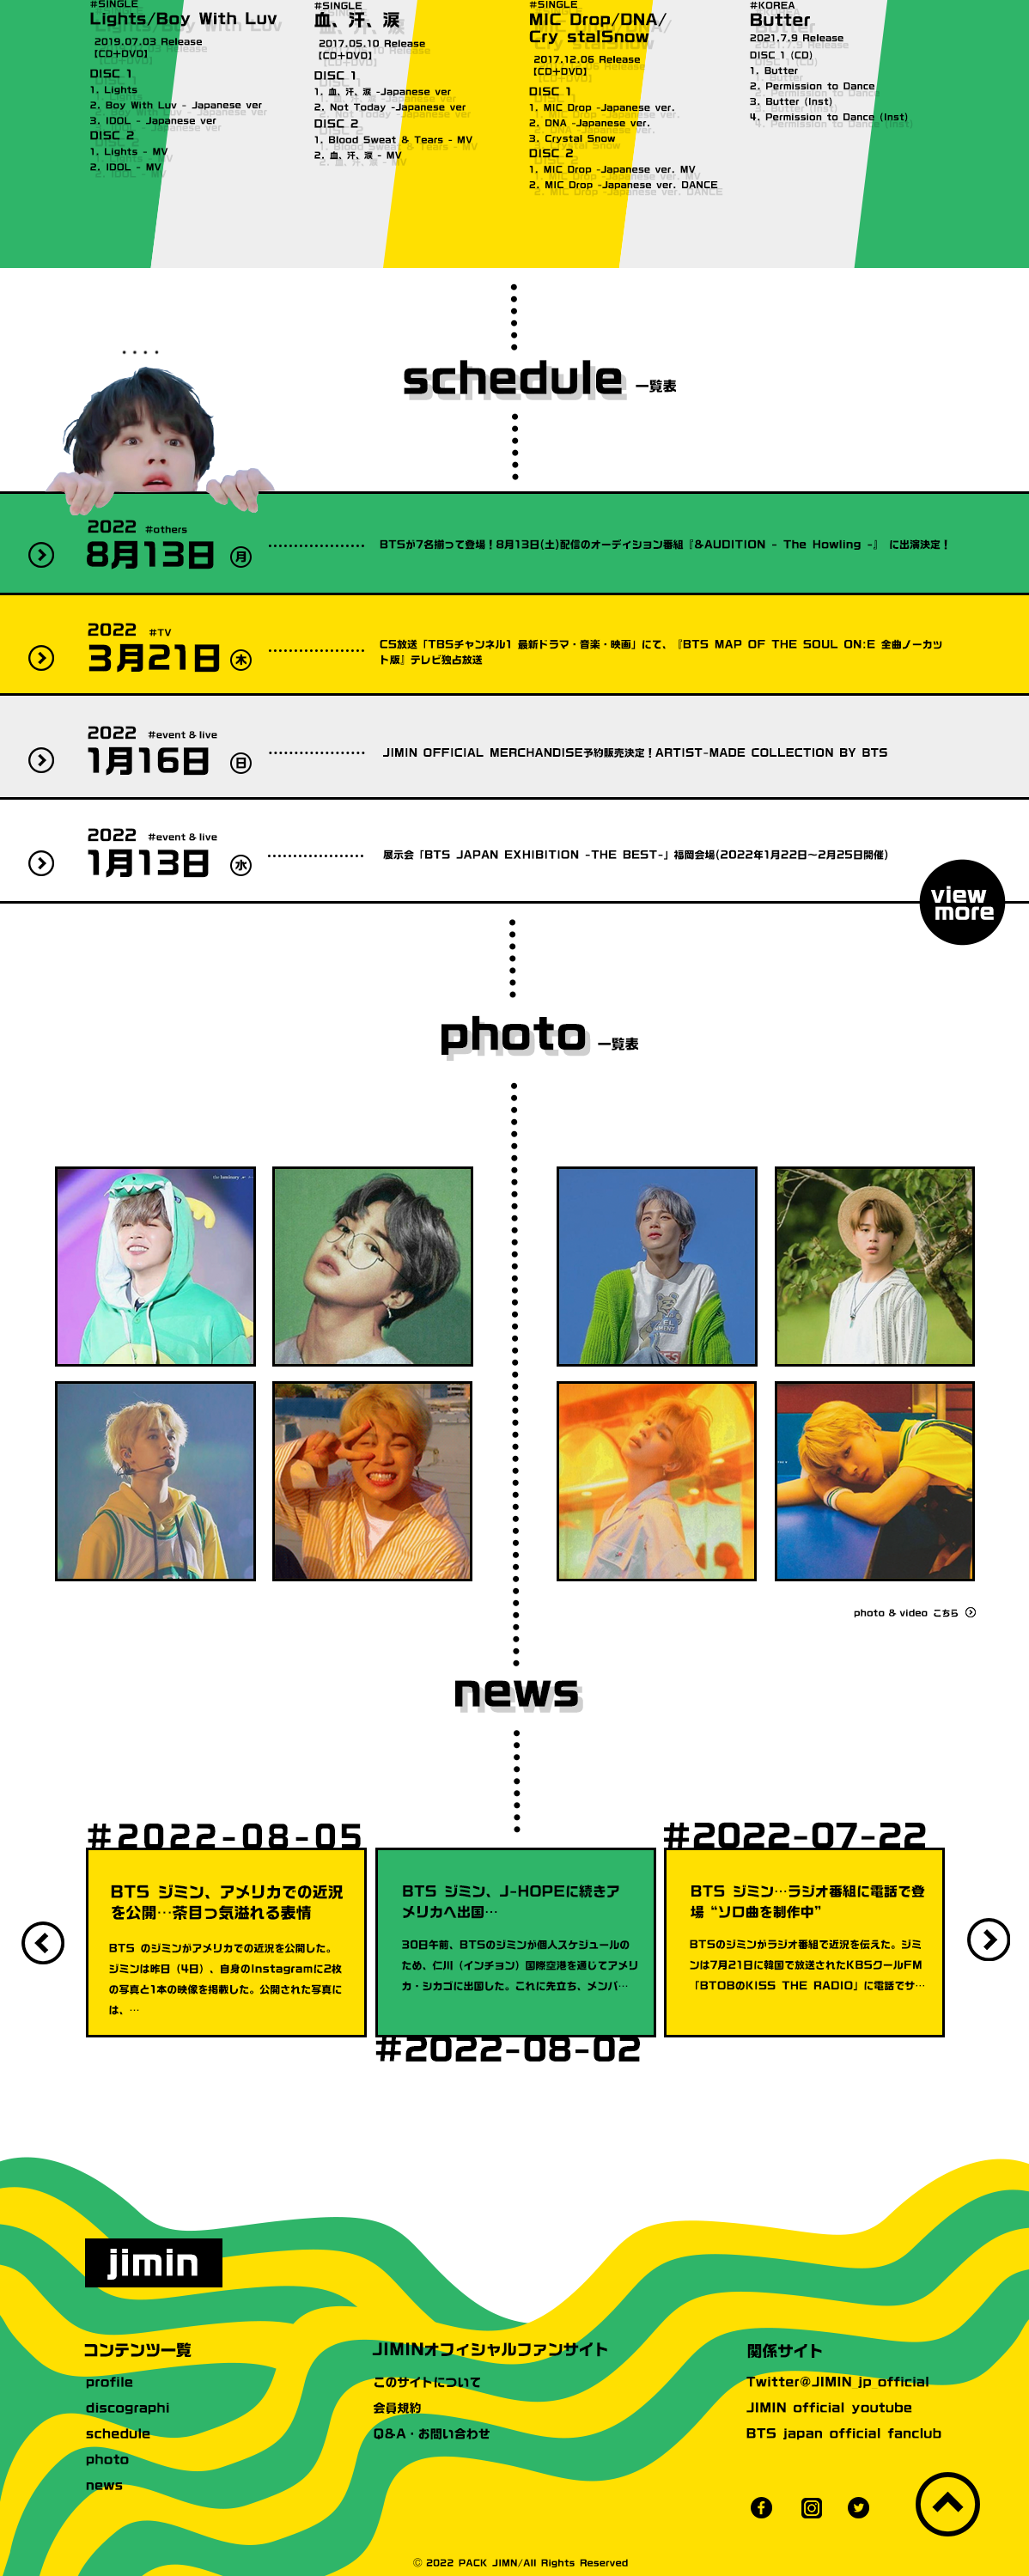 #SINGLE
Lights/Boy With Luv
2019.07.03 Release
【CD+DVD】
DISC 1
1. Lights
2. Boy With Luv - Japanese ver
3. IDOL - Japanese ver
DISC 2
1. Lights - MV
2. IDOL - MV
#SINGLE
血、汗、涙
2017.05.10 Release
【CD+DVD】
DISC 1
1. 血、汗、涙 -Japanese ver
2. Not Today -Japanese ver
DISC 2
1. Blood Sweat & Tears - MV
2. 血、汗、涙 - MV
#SINGLE
MIC Drop/DNA/
Cry stalSnow
2017.12.06 Release
【CD+DVD】
DISC 1
1. MIC Drop -Japanese ver.
2. DNA -Japanese ver.
3. Crystal Snow
DISC 2
1. MIC Drop -Japanese ver. MV
2. MIC Drop -Japanese ver. DANCE
#KOREA
Butter
2021.7.9 Release
DISC 1 (CD)
1. Butter
2. Permission to Dance
3. Butter (Inst)
4. Permission to Dance (Inst)
schedule 一覧表
2022 #others
8月13日 月
BTSが7名揃って登場！8月13日(土)配信のオーディション番組『&AUDITION - The Howling -』 に出演決定！
2022 #TV
3月21日 木
CS放送「TBSチャンネル1 最新ドラマ・音楽・映画」にて、『BTS MAP OF THE SOUL ON:E 全曲ノーカッ
ト版』テレビ独占放送
2022 #event & live
1月16日 日
JIMIN OFFICIAL MERCHANDISE予約販売決定！ARTIST-MADE COLLECTION BY BTS
2022 #event & live
1月13日 水
展示会「BTS JAPAN EXHIBITION -THE BEST-」福岡会場(2022年1月22日～2月25日開催)
view
more
photo 一覧表
the luminary
photo & video こちら
news
#2022-08-05
BTS ジミン、アメリカでの近況
を公開…茶目っ気溢れる表情
BTS のジミンがアメリカでの近況を公開した。
ジミンは昨日（4日）、自身のInstagramに2枚
の写真と1本の映像を掲載した。公開された写真に
は、…
BTS ジミン、J-HOPEに続きア
メリカへ出国…
30日午前、BTSのジミンが個人スケジュールの
ため、仁川（インチョン）国際空港を通じてアメリ
カ・シカゴに出国した。これに先立ち、メンバ…
#2022-08-02
#2022-07-22
BTS ジミン…ラジオ番組に電話で登
場 “ソロ曲を制作中”
BTSのジミンがラジオ番組で近況を伝えた。ジミ
ンは7月21日に韓国で放送されたKBSクールFM
「BTOBのKISS THE RADIO」に電話でサ…
jimin
コンテンツ一覧
profile
discographi
schedule
photo
news
JIMINオフィシャルファンサイト
このサイトについて
会員規約
Q&A・お問い合わせ
関係サイト
Twitter@JIMIN jp official
JIMIN official youtube
BTS japan official fanclub
© 2022 PACK JIMN/All Rights Reserved